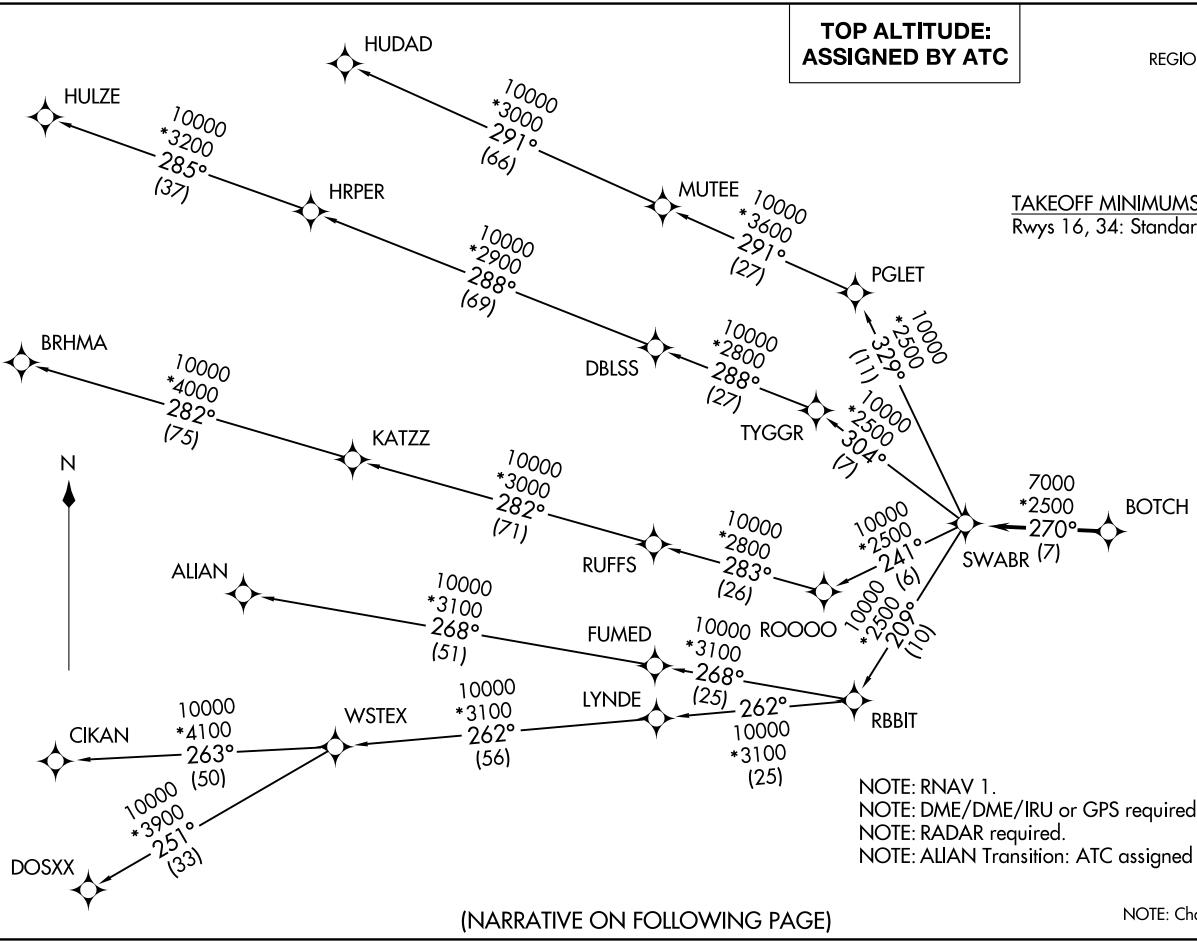 TOP ALTITUDE:
ASSIGNED BY ATC
REGIO
HUDAD
HULZE
10000
*3000
291°
(66)
10000
*3200
285°
(37)
HRPER
MUTEE
10000
*3600
291°
(27)
TAKEOFF MINIMUMS
Rwys 16, 34: Standar
10000
*2900
288°
(69)
PGLET
BRHMA
10000
*4000
282°
(75)
DBLSS
10000
*2800
288°
(27)
10000
*2500
329°
(11)
TYGGR
10000
*2500
304°
(7)
KATZZ
N
10000
*3000
282°
(71)
7000
*2500
270°
(7)
BOTCH
SWABR
RUFFS
10000
*2800
283°
(26)
10000
*2500
241°
(6)
ALIAN
10000
*3100
268°
(51)
ROOOO
10000
*2500
209°
(10)
FUMED
10000
*3100
268°
(25)
LYNDE
262°
10000
*3100
(25)
RBBIT
WSTEX
10000
*3100
262°
(56)
CIKAN
10000
*4100
263°
(50)
10000
*3900
251°
(33)
DOSXX
NOTE: RNAV 1.
NOTE: DME/DME/IRU or GPS required
NOTE: RADAR required.
NOTE: ALIAN Transition: ATC assigned
(NARRATIVE ON FOLLOWING PAGE)
NOTE: Cha